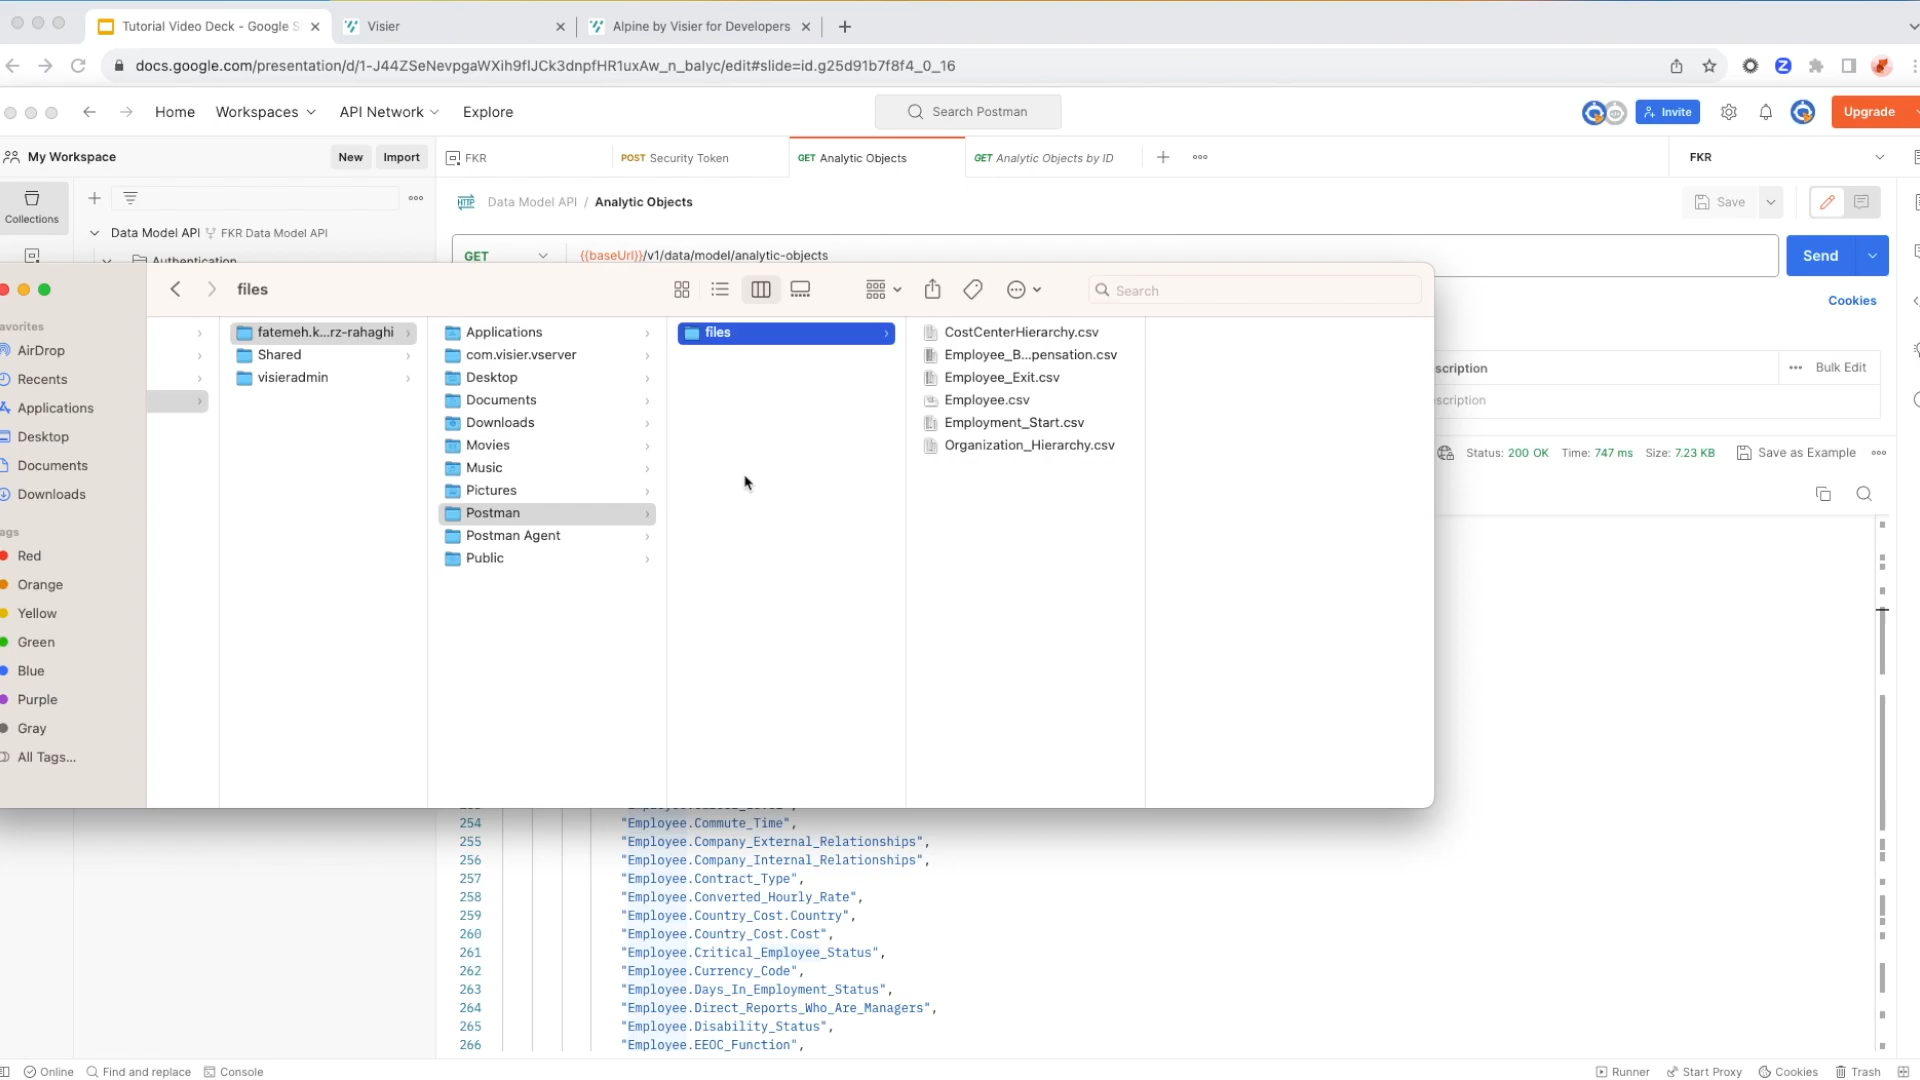 Tutorial Video Deck - Google S
Visier
Alpine by Visier for Developers
docs.google.com/presentation/d/1-J44ZSeNevpgaWXih9fIJCk3dnpfHR1uxAw_n_balyc/edit#slide=id.g25d91b7f8f4_0_16
Home
Workspaces
API Network
Explore
Search Postman
Invite
Upgrade
My Workspace
New
Import
FKR
POST Security Token
GET Analytic Objects
GET Analytic Objects by ID
FKR
Collections
Data Model API / Analytic Objects
Save
Data Model API
FKR Data Model API
Authentication
GET
{{baseUrl}}/v1/data/model/analytic-objects
Send
Cookies
files
Search
avorites
AirDrop
Recents
Applications
Desktop
Documents
Downloads
ags
Red
Orange
Yellow
Green
Blue
Purple
Gray
All Tags...
fatemeh.k...rz-rahaghi
Shared
visieradmin
Applications
com.visier.vserver
Desktop
Documents
Downloads
Movies
Music
Pictures
Postman
Postman Agent
Public
files
CostCenterHierarchy.csv
Employee_B...pensation.csv
Employee_Exit.csv
Employee.csv
Employment_Start.csv
Organization_Hierarchy.csv
scription
Bulk Edit
scription
Status: 200 OK Time: 747 ms Size: 7.23 KB
Save as Example
254 "Employee.Commute_Time",
255 "Employee.Company_External_Relationships",
256 "Employee.Company_Internal_Relationships",
257 "Employee.Contract_Type",
258 "Employee.Converted_Hourly_Rate",
259 "Employee.Country_Cost.Country",
260 "Employee.Country_Cost.Cost",
261 "Employee.Critical_Employee_Status",
262 "Employee.Currency_Code",
263 "Employee.Days_In_Employment_Status",
264 "Employee.Direct_Reports_Who_Are_Managers",
265 "Employee.Disability_Status",
266 "Employee.EEOC_Function",
Online
Find and replace
Console
Runner
Start Proxy
Cookies
Trash